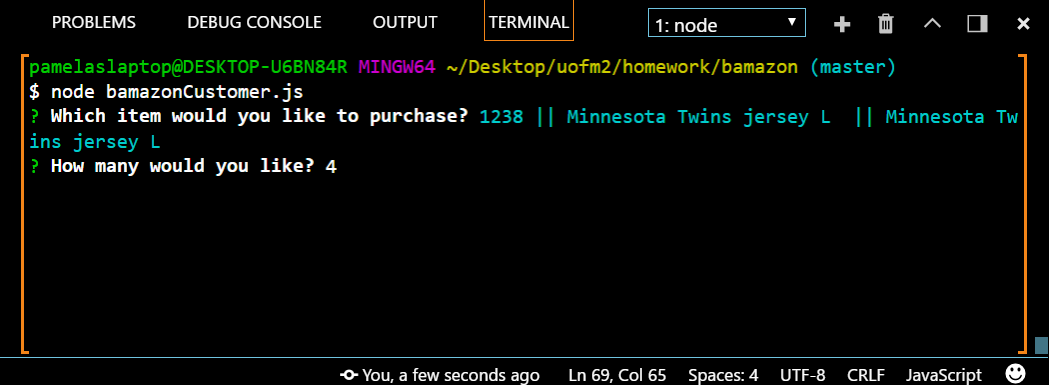 PROBLEMS DEBUG CONSOLE OUTPUT TERMINAL 1: node
pamelaslaptop@DESKTOP-U6BN84R MINGW64 ~/Desktop/uofm2/homework/bamazon (master)
$ node bamazonCustomer.js
? Which item would you like to purchase? 1238 || Minnesota Twins jersey L  || Minnesota Tw
ins jersey L
? How many would you like? 4
You, a few seconds ago Ln 69, Col 65 Spaces: 4 UTF-8 CRLF JavaScript